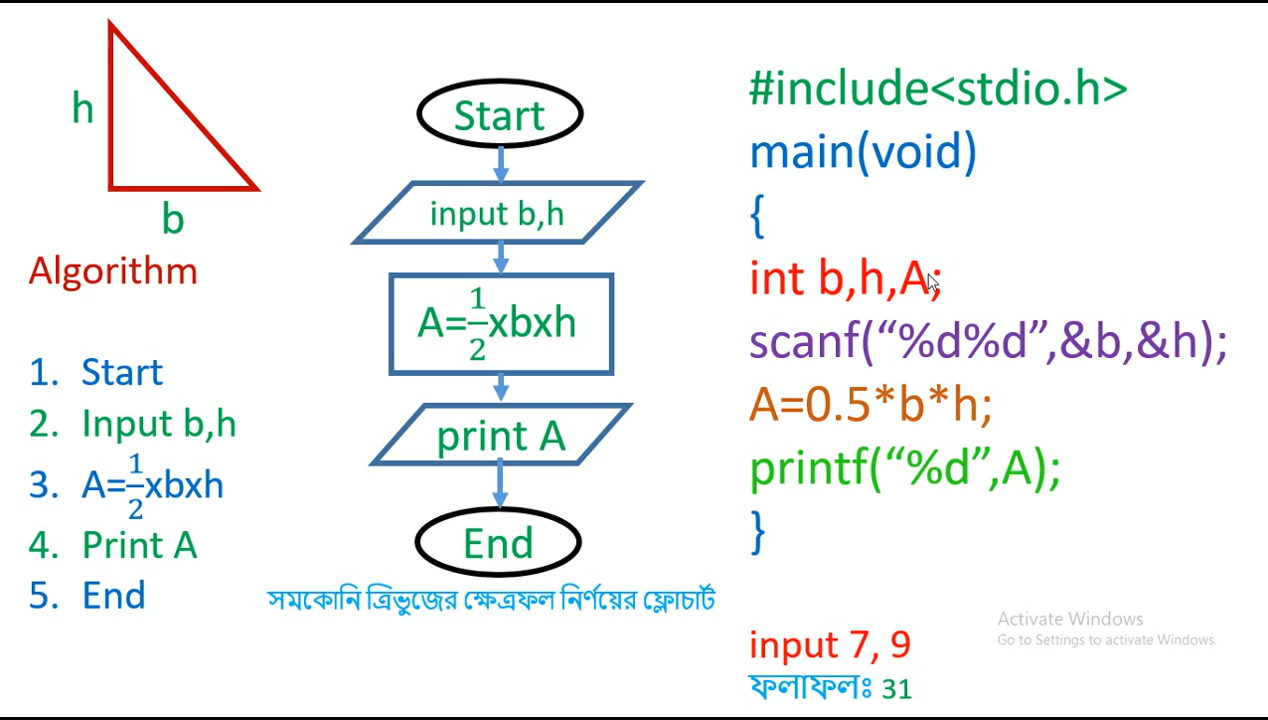 h
b
Algorithm
1. Start
2. Input b,h
3. A=1/2xbxh
4. Print A
5. End
Start
input b,h
A=1/2xbxh
print A
End
সমকোনি ত্রিভুজের ক্ষেত্রফল নির্ণয়ের ফ্লোচার্ট
#include<stdio.h>
main(void)
{
int b,h,A;
scanf(“%d%d”,&b,&h);
A=0.5*b*h;
printf(“%d”,A);
}
input 7, 9
ফলাফলঃ 31
Activate Windows
Go to Settings to activate Windows.